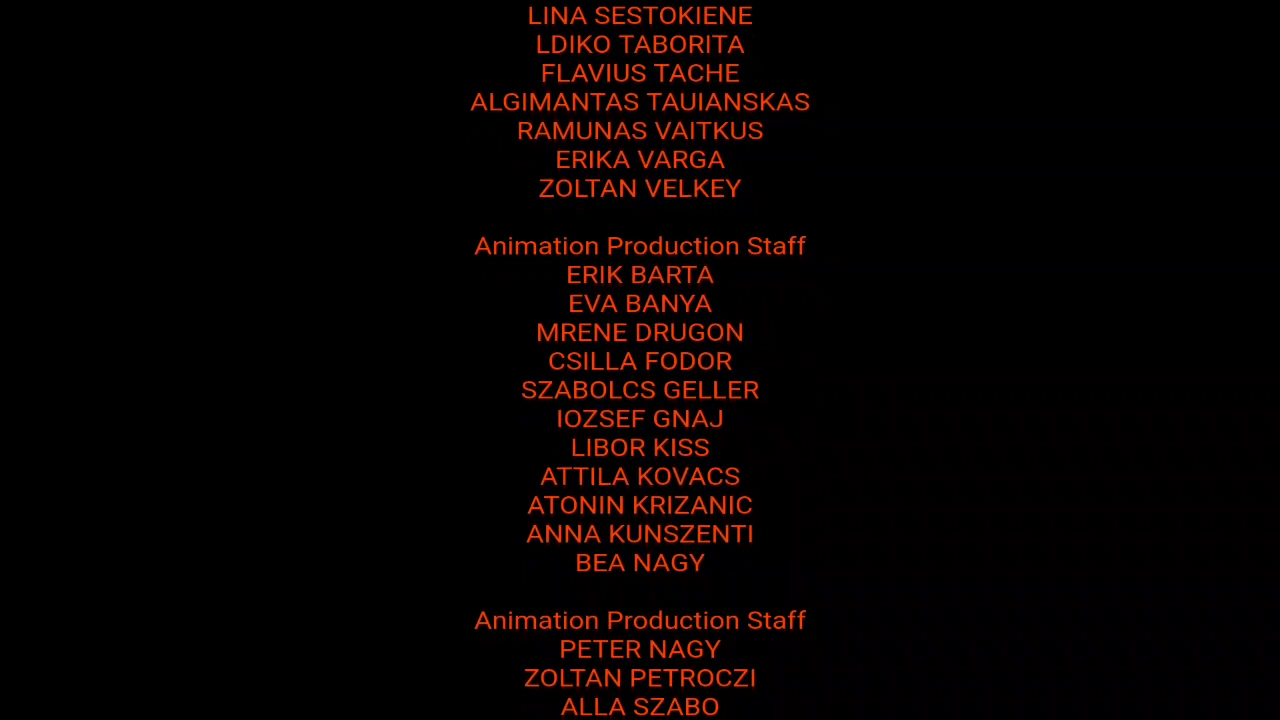 LINA SESTOKIENE
LDIKO TABORITA
FLAVIUS TACHE
ALGIMANTAS TAUIANSKAS
RAMUNAS VAITKUS
ERIKA VARGA
ZOLTAN VELKEY
Animation Production Staff
ERIK BARTA
EVA BANYA
MRENE DRUGON
CSILLA FODOR
SZABOLCS GELLER
IOZSEF GNAJ
LIBOR KISS
ATTILA KOVACS
ATONIN KRIZANIC
ANNA KUNSZENTI
BEA NAGY
Animation Production Staff
PETER NAGY
ZOLTAN PETROCZI
ALLA SZABO